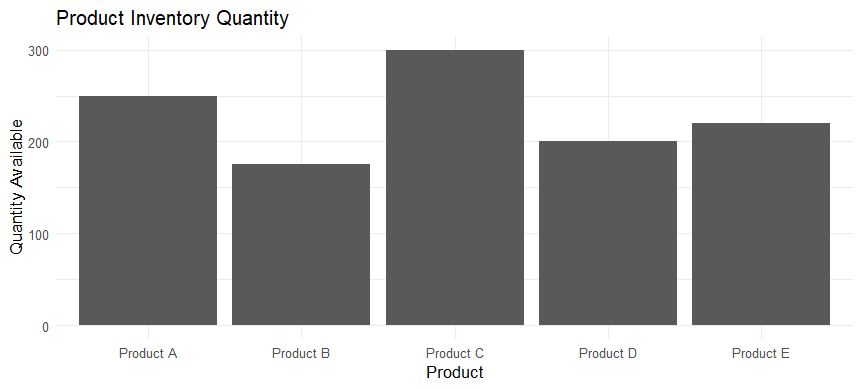 Product Inventory Quantity
Quantity Available
300
200
100
0
Product A Product B Product C Product D Product E
Product